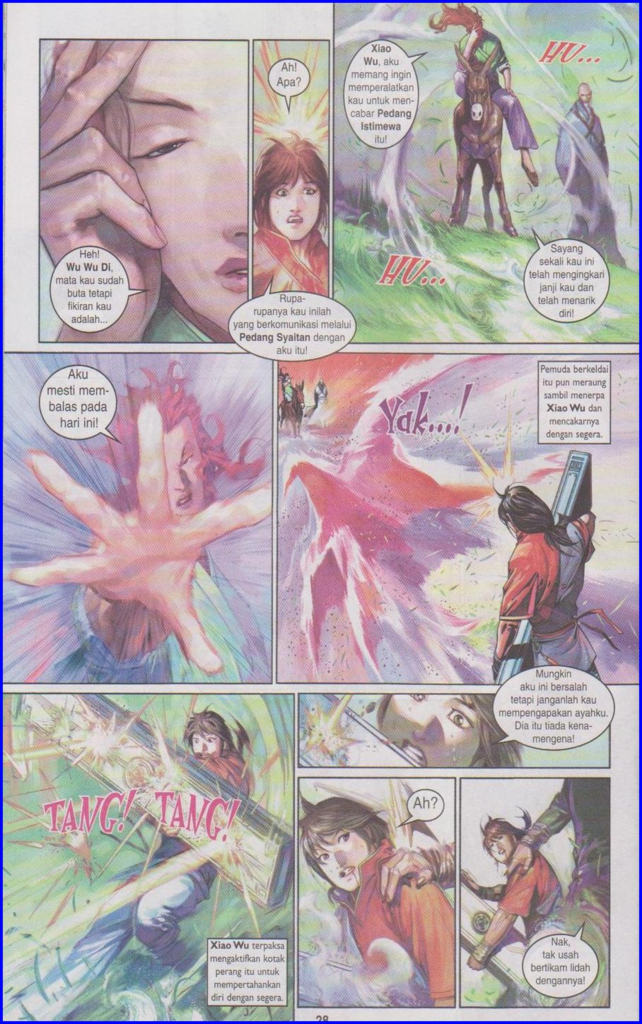 Heh!
Wu Wu Di,
mata kau sudah
buta tetapi
fikiran kau
adalah...
Ah!
Apa?
Rupa-
rupanya kau inilah
yang berkomunikasi melalui
Pedang Syaitan dengan
aku itu!
Xiao
Wu, aku
memang ingin
memperalatkan
kau untuk men-
cabar Pedang
Istimewa
itu!
HU...
HU...
Sayang
sekali kau ini
telah mengingkari
janji kau dan
telah menarik
diri!
Aku
mesti mem-
balas pada
hari ini!
Yak....!
Pemuda berkeldai
itu pun meraung
sambil menerpa
Xiao Wu dan
mencakarnya
dengan segera.
TANG! TANG!
Xiao Wu terpaksa
mengaktifkan kotak
perang itu untuk
mempertahankan
diri dengan segera.
Mungkin
aku ini bersalah
tetapi janganlah kau
mempengapakan ayahku.
Dia itu tiada kena-
mengena!
Ah?
Nak,
tak usah
bertikam lidah
dengannya!
28